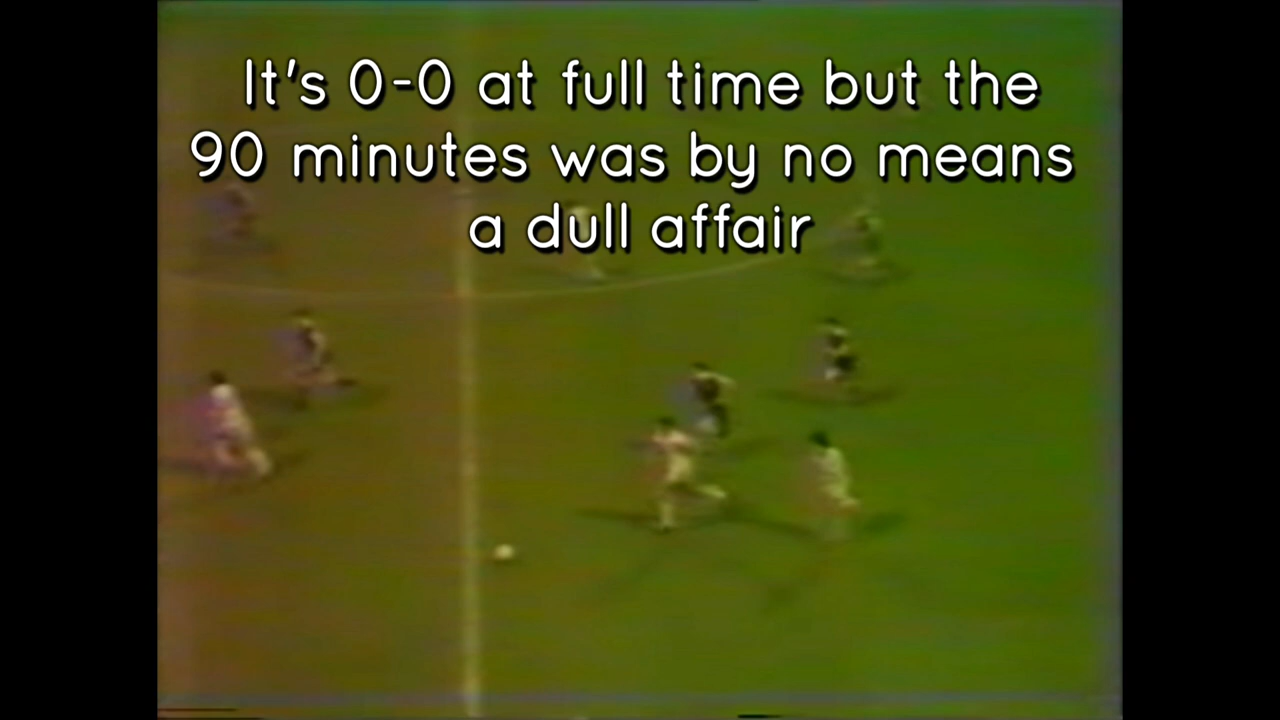 It's 0-0 at full time but the
90 minutes was by no means
a dull affair